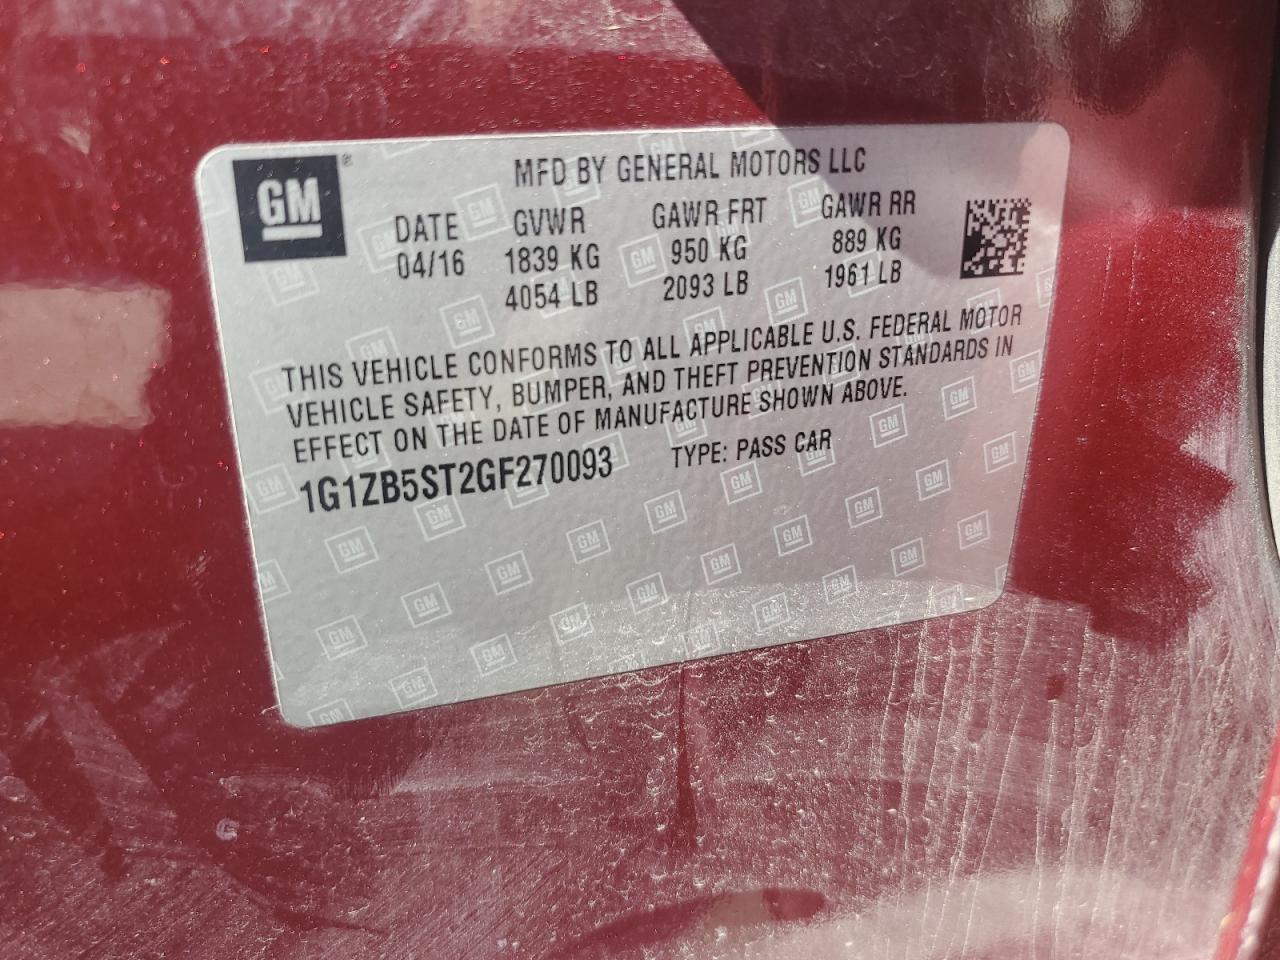 GM ®
MFD BY GENERAL MOTORS LLC
DATE GVWR GAWR FRT GAWR RR
04/16 1839 KG 950 KG 889 KG
4054 LB 2093 LB 1961 LB
THIS VEHICLE CONFORMS TO ALL APPLICABLE U.S. FEDERAL MOTOR
VEHICLE SAFETY, BUMPER, AND THEFT PREVENTION STANDARDS IN
EFFECT ON THE DATE OF MANUFACTURE SHOWN ABOVE.
1G1ZB5ST2GF270093 TYPE: PASS CAR